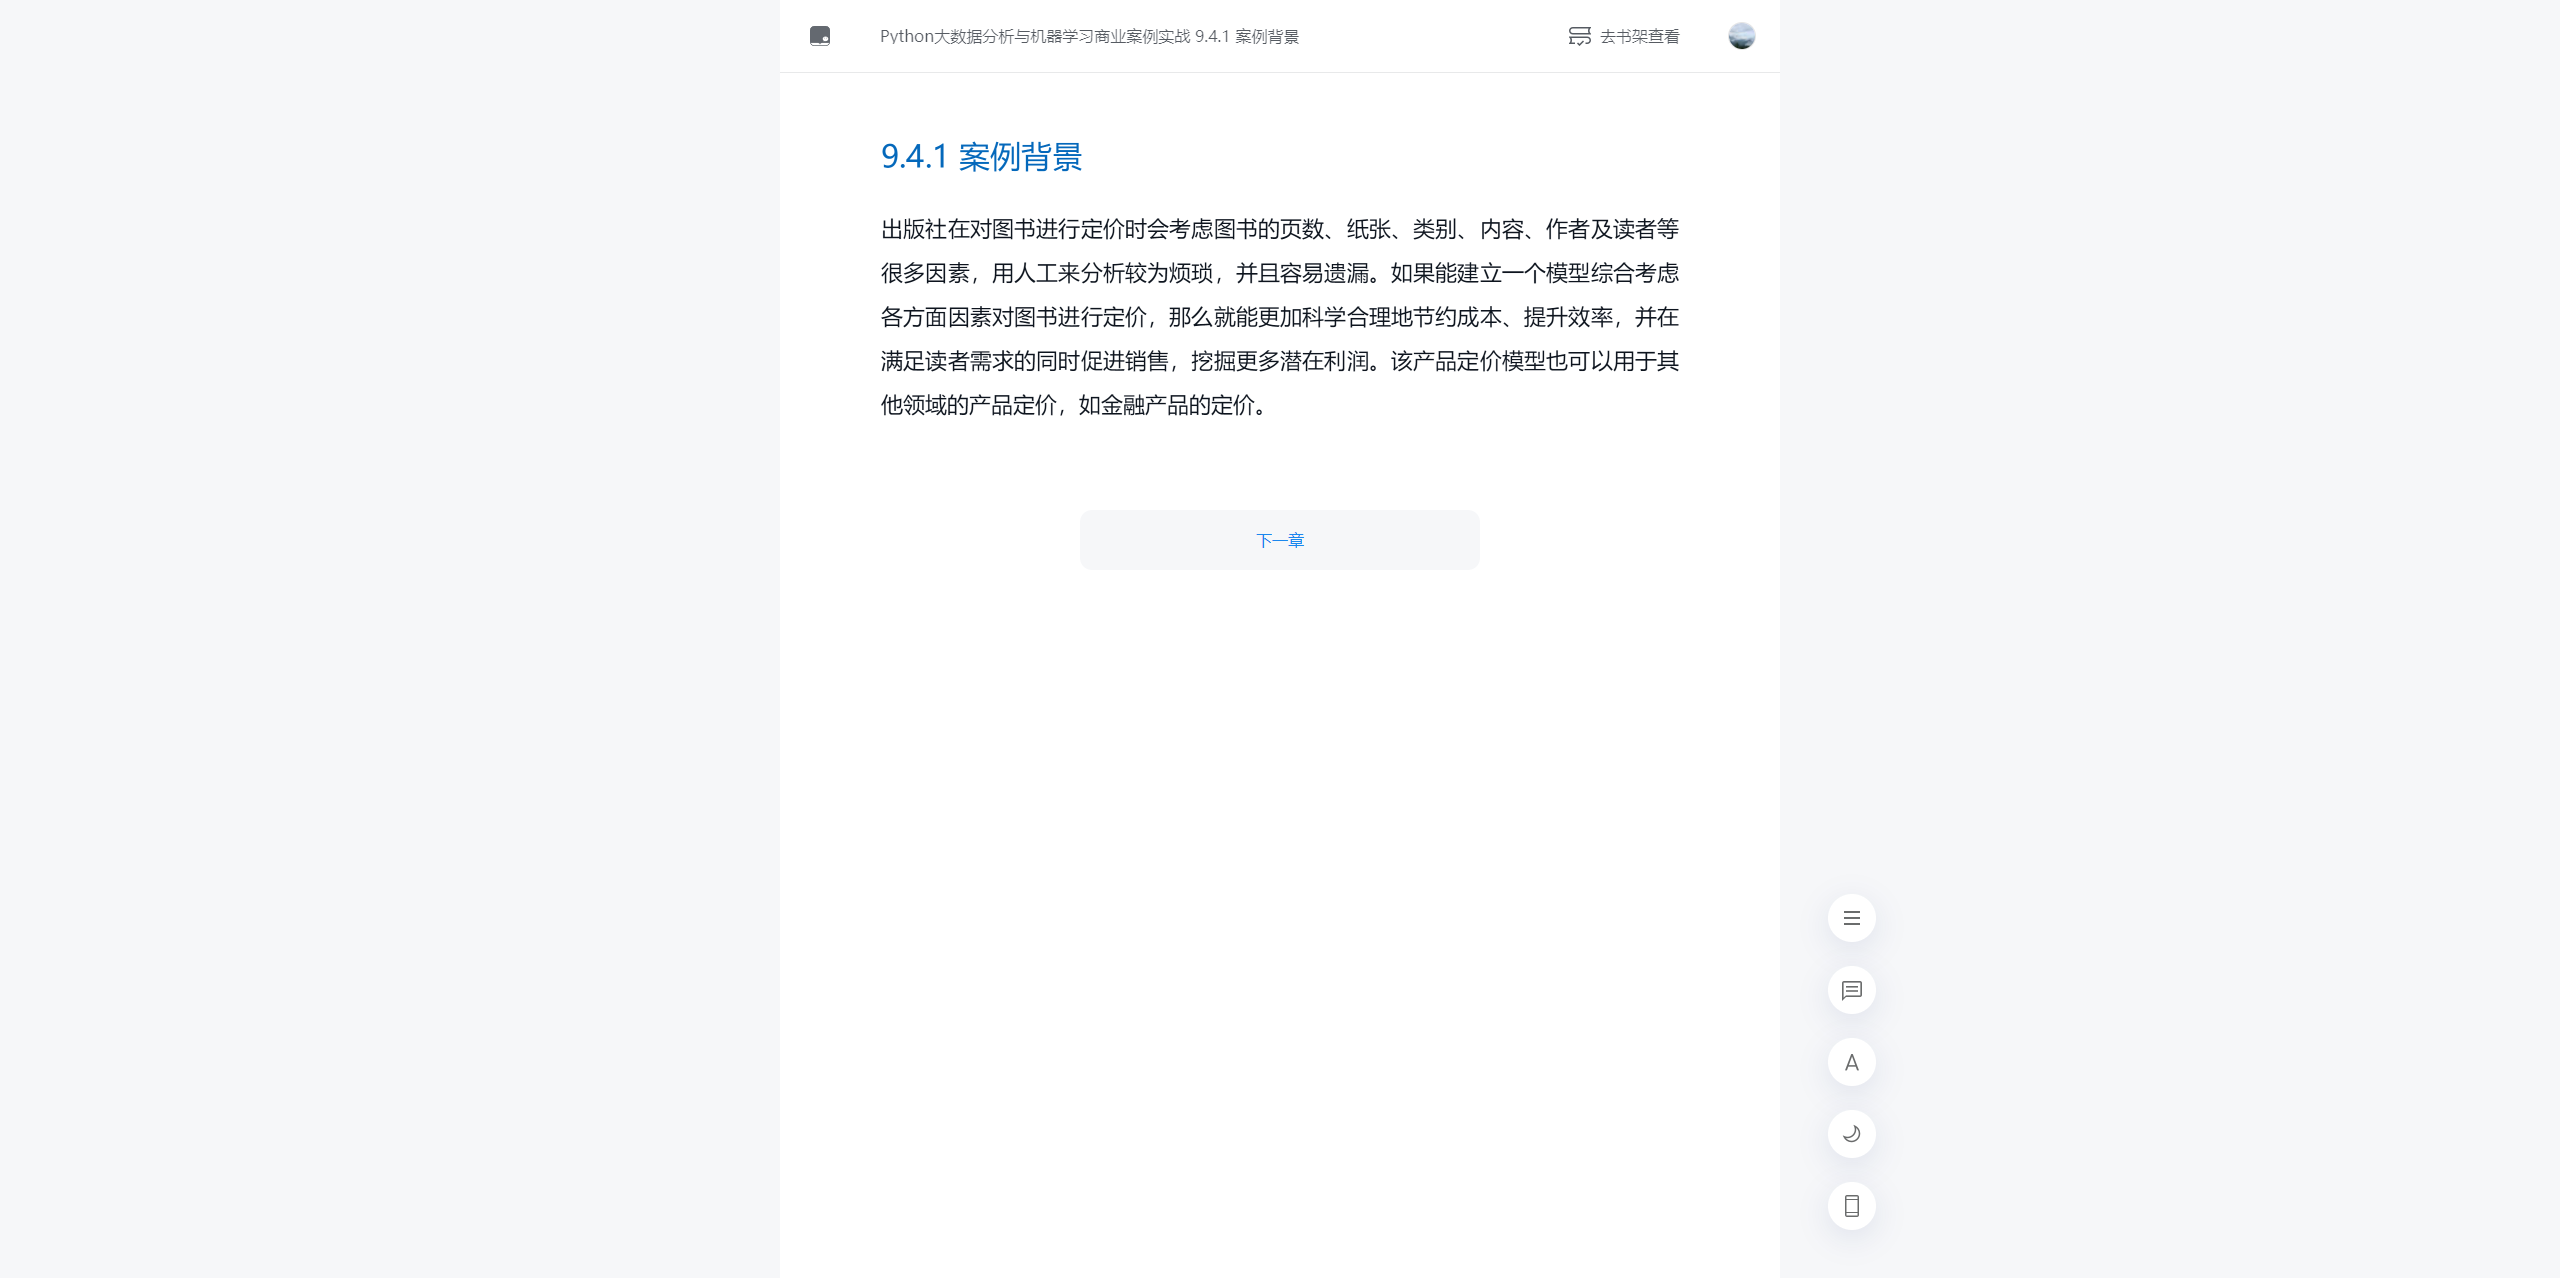 Python大数据分析与机器学习商业案例实战 9.4.1 案例背景
去书架查看
9.4.1 案例背景
出版社在对图书进行定价时会考虑图书的页数、纸张、类别、内容、作者及读者等
很多因素，用人工来分析较为烦琐，并且容易遗漏。如果能建立一个模型综合考虑
各方面因素对图书进行定价，那么就能更加科学合理地节约成本、提升效率，并在
满足读者需求的同时促进销售，挖掘更多潜在利润。该产品定价模型也可以用于其
他领域的产品定价，如金融产品的定价。
下一章
A